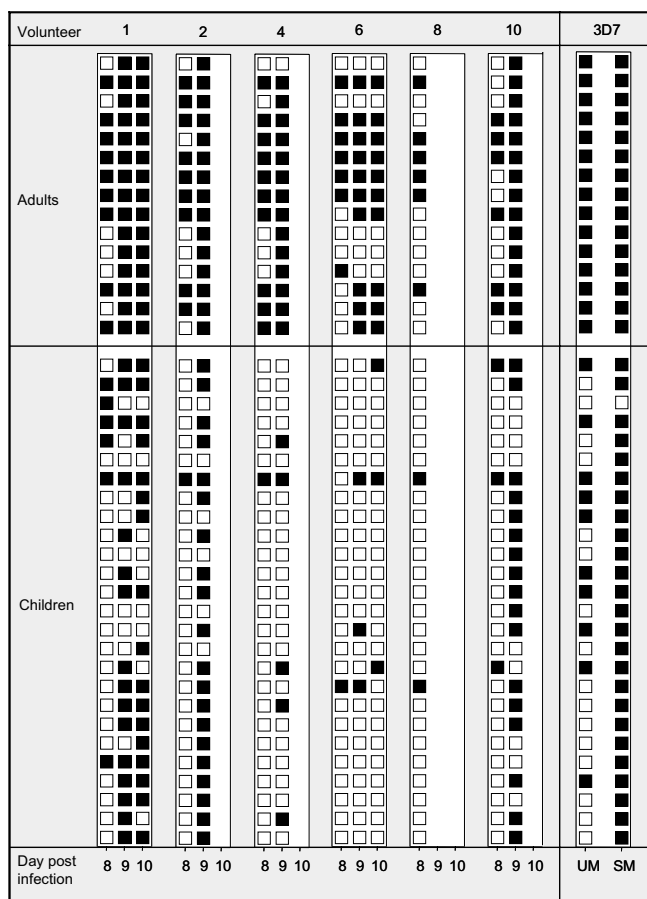 Volunteer 1 2 4 6 8 10 3D7
Adults
Children
Day post
infection
8 9 10 8 9 10 8 9 10 8 9 10 8 9 10 8 9 10 UM SM